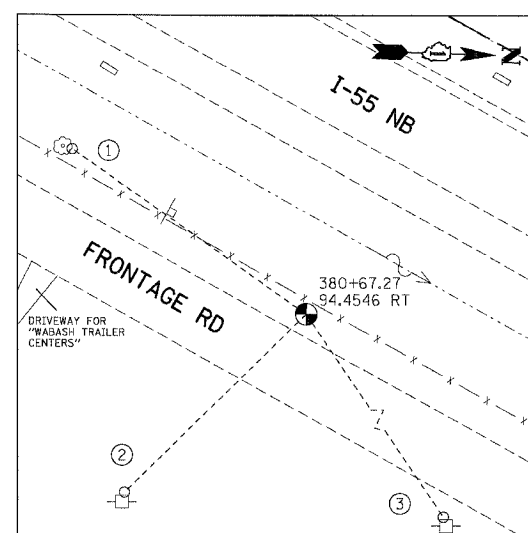 N
I-55 NB
1
FRONTAGE RD
380+67.27
94.4546 RT
DRIVEWAY FOR
"WABASH TRAILER
CENTERS"
2
3